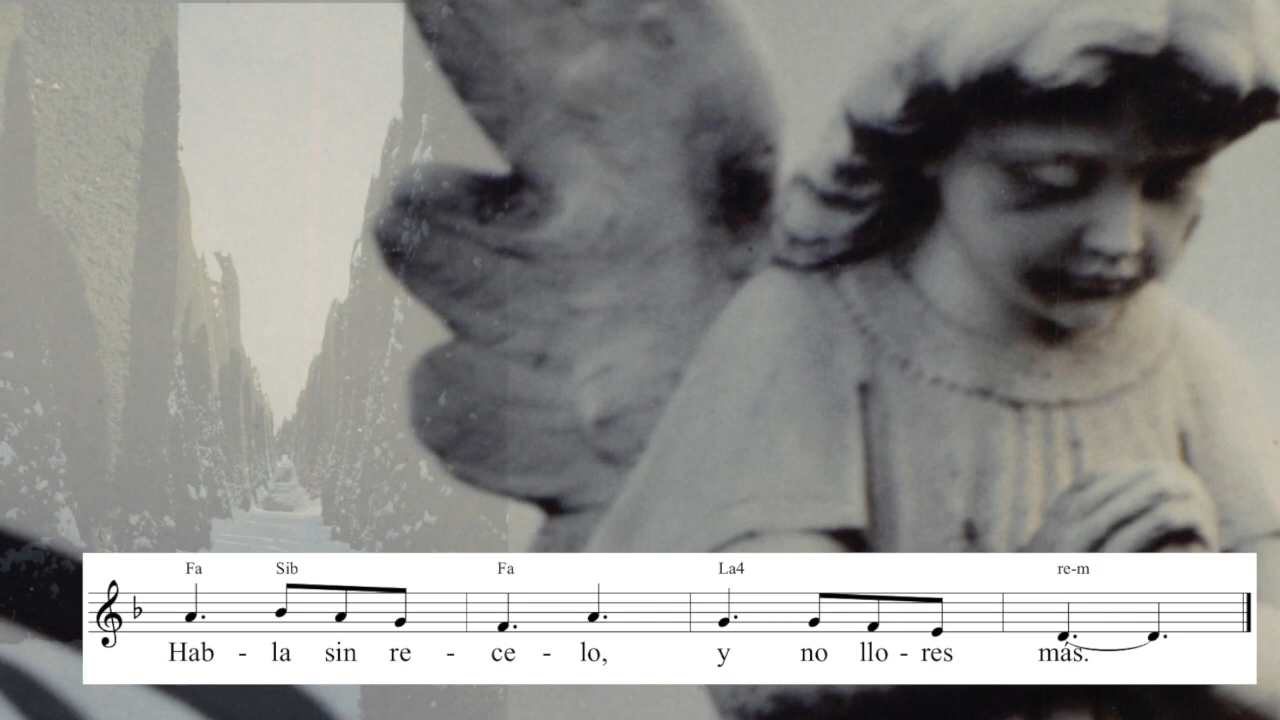 Fa Sib Fa La4 re-m
Hab - la sin re - ce - lo, y no llo - res más.